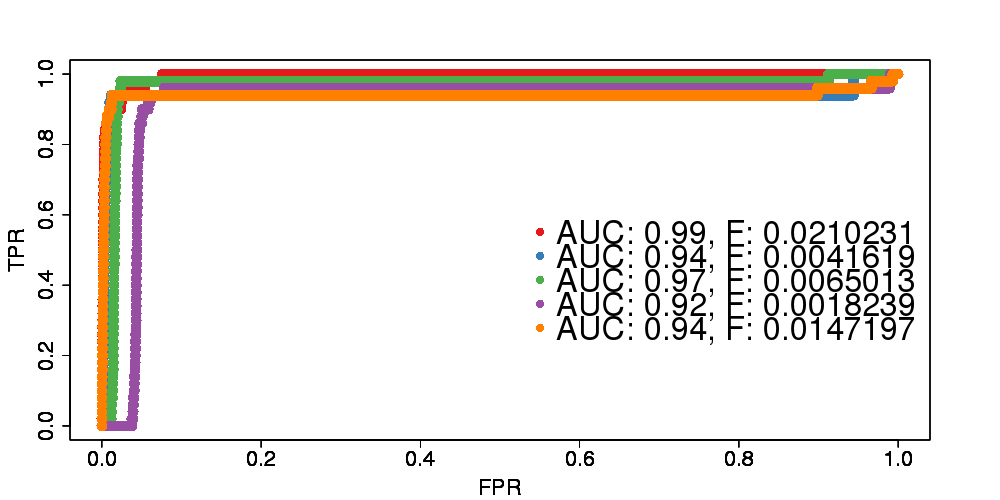 1.0
0.8
0.6
0.4
0.2
0.0
TPR
AUC: 0.99, F: 0.0210231
AUC: 0.94, F: 0.0041619
AUC: 0.97, F: 0.0065013
AUC: 0.92, F: 0.0018239
AUC: 0.94, F: 0.0147197
0.0 0.2 0.4 0.6 0.8 1.0
FPR